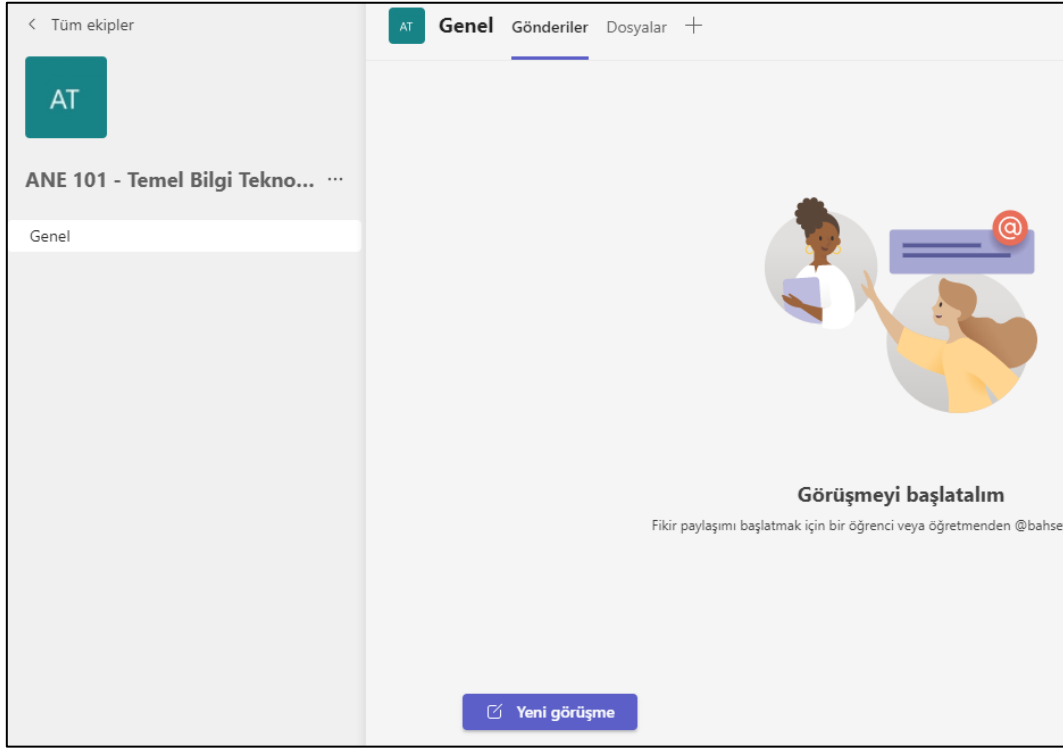 Tüm ekipler
AT
ANE 101 - Temel Bilgi Tekno... ...
Genel
AT Genel Gönderiler Dosyalar +
@
Görüşmeyi başlatalım
Fikir paylaşımı başlatmak için bir öğrenci veya öğretmenden @bahse
Yeni görüşme